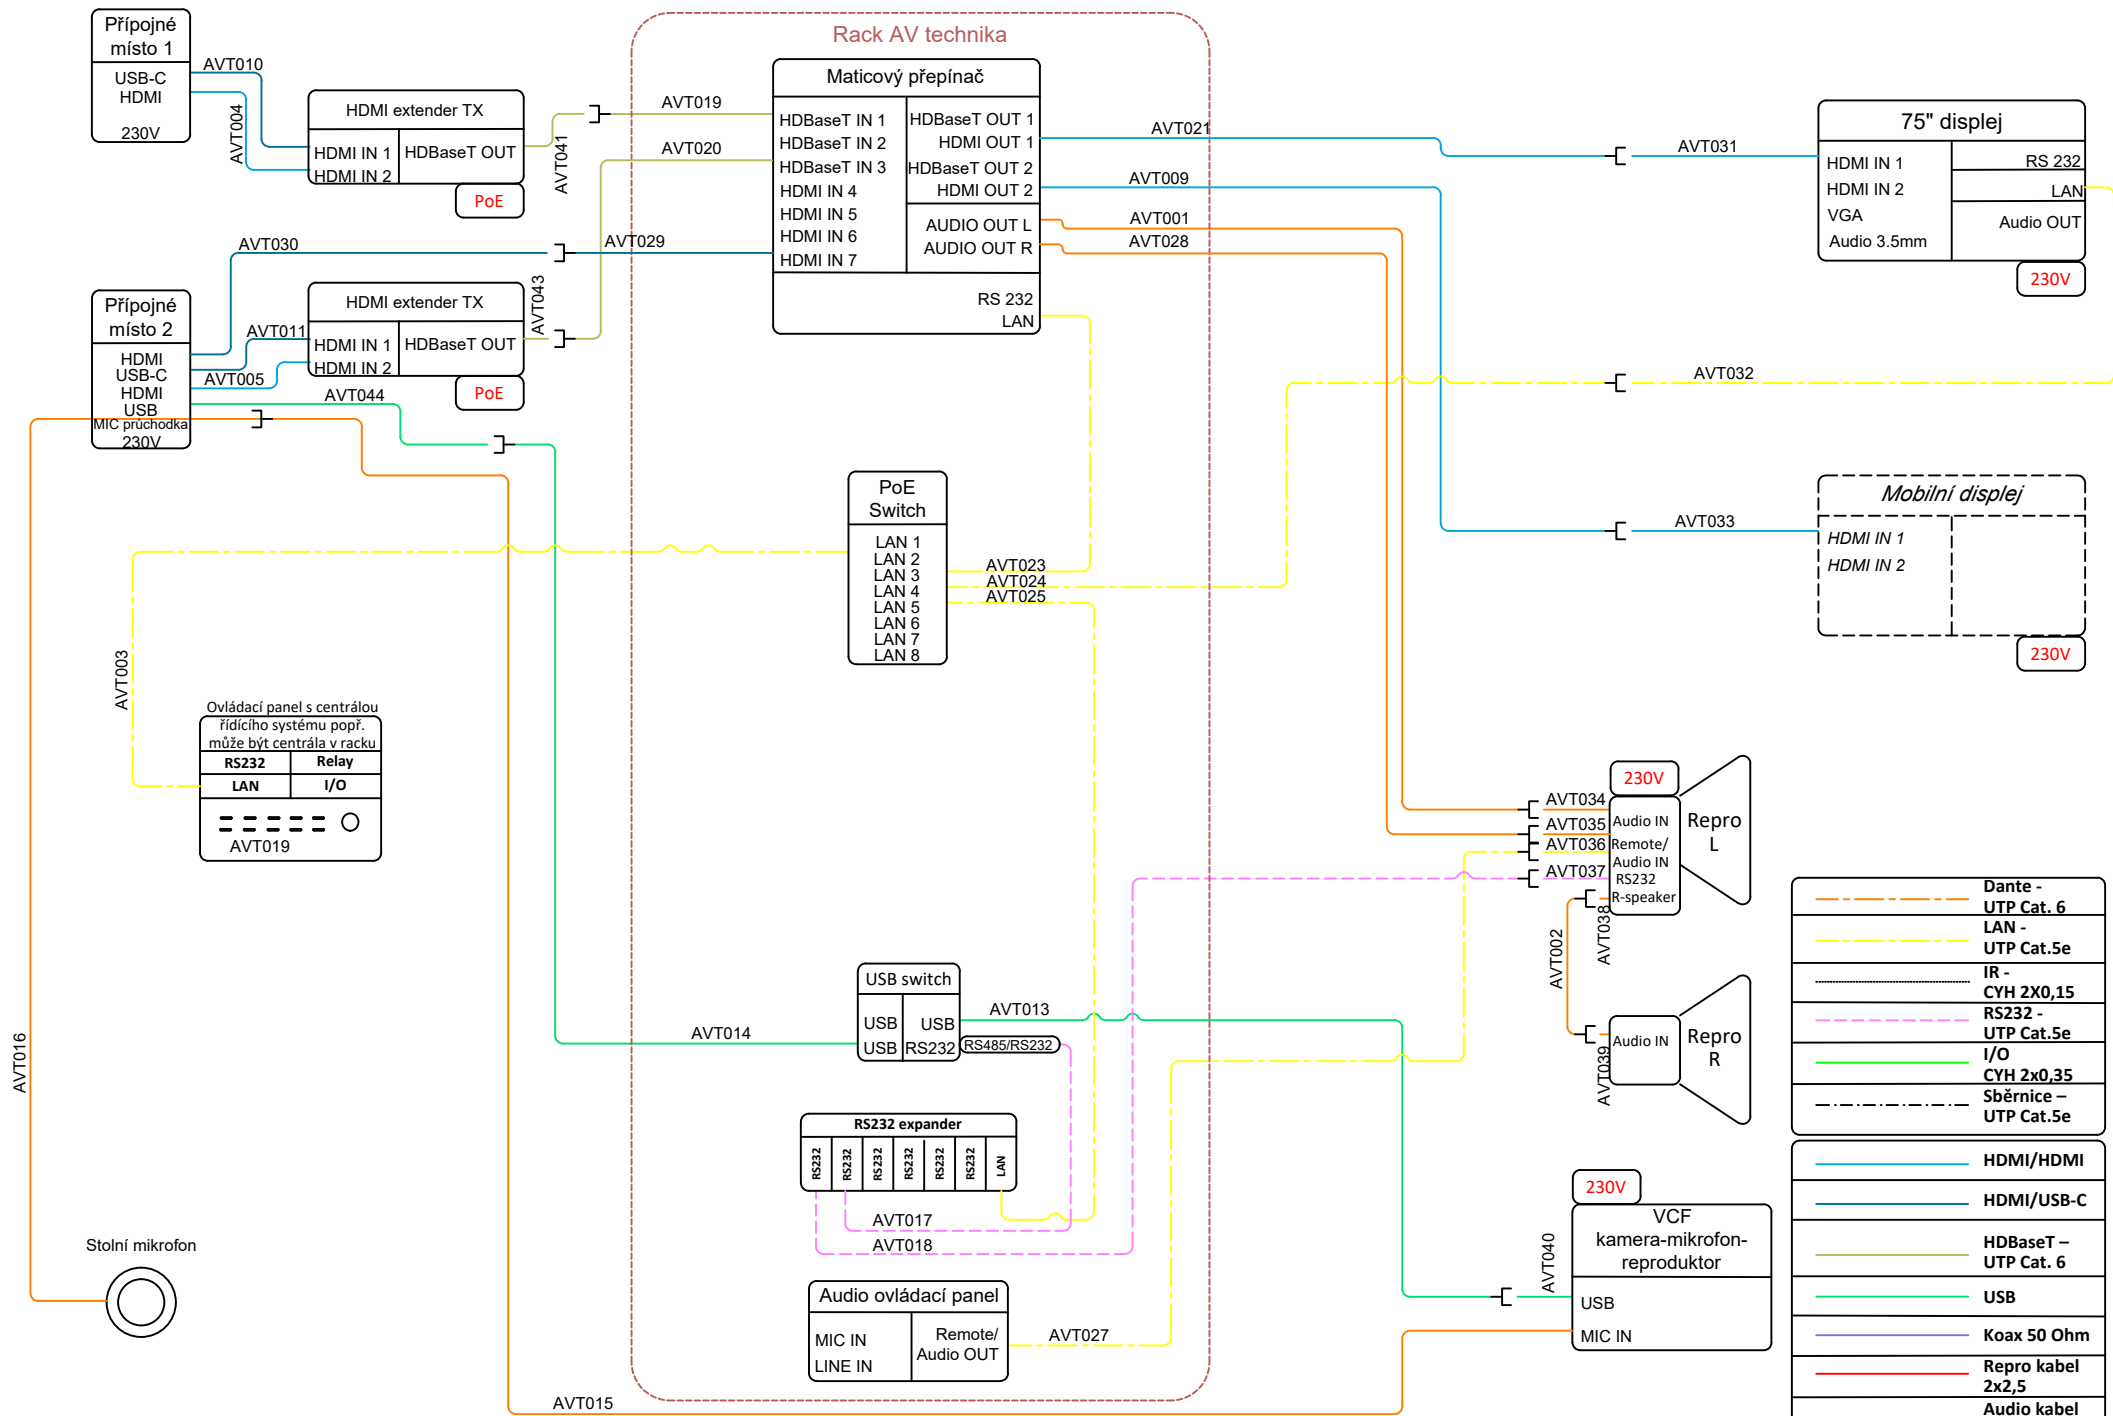 Přípojné
místo 1
USB-C
HDMI
230V
AVT010
AVT004
HDMI extender TX
HDMI IN 1
HDMI IN 2
HDBaseT OUT
PoE
AVT041
Rack AV technika
AVT019
AVT020
Maticový přepínač
HDBaseT IN 1
HDBaseT IN 2
HDBaseT IN 3
HDMI IN 4
HDMI IN 5
HDMI IN 6
HDMI IN 7
HDBaseT OUT 1
HDMI OUT 1
HDBaseT OUT 2
HDMI OUT 2
AUDIO OUT L
AUDIO OUT R
RS 232
LAN
AVT021
AVT009
AVT001
AVT028
AVT031
75" displej
HDMI IN 1
HDMI IN 2
VGA
Audio 3.5mm
RS 232
LAN
Audio OUT
230V
AVT030
AVT029
Přípojné
místo 2
HDMI
USB-C
HDMI
USB
MIC průchodka
230V
AVT011
AVT005
AVT044
HDMI extender TX
HDMI IN 1
HDMI IN 2
HDBaseT OUT
PoE
AVT043
AVT032
PoE
Switch
LAN 1
LAN 2
LAN 3
LAN 4
LAN 5
LAN 6
LAN 7
LAN 8
AVT023
AVT024
AVT025
AVT033
Mobilní displej
HDMI IN 1
HDMI IN 2
230V
AVT003
Ovládací panel s centrálou
řídícího systému popř.
může být centrála v racku
RS232
Relay
LAN
I/O
AVT019
230V
AVT034
AVT035
AVT036
AVT037
Audio IN
Remote/
Audio IN
RS232
R-speaker
Repro
L
AVT038
AVT002
AVT039
Audio IN
Repro
R
USB switch
USB
USB
USB
RS232
RS485/RS232
AVT013
AVT014
AVT016
RS232 expander
RS232
RS232
RS232
RS232
RS232
RS232
LAN
AVT017
AVT018
Stolní mikrofon
Audio ovládací panel
MIC IN
LINE IN
Remote/
Audio OUT
AVT027
AVT015
230V
VCF
kamera-mikrofon-
reproduktor
USB
MIC IN
AVT040
Dante -
UTP Cat. 6
LAN -
UTP Cat.5e
IR -
CYH 2X0,15
RS232 -
UTP Cat.5e
I/O
CYH 2x0,35
Sběrnice –
UTP Cat.5e
HDMI/HDMI
HDMI/USB-C
HDBaseT –
UTP Cat. 6
USB
Koax 50 Ohm
Repro kabel
2x2,5
Audio kabel